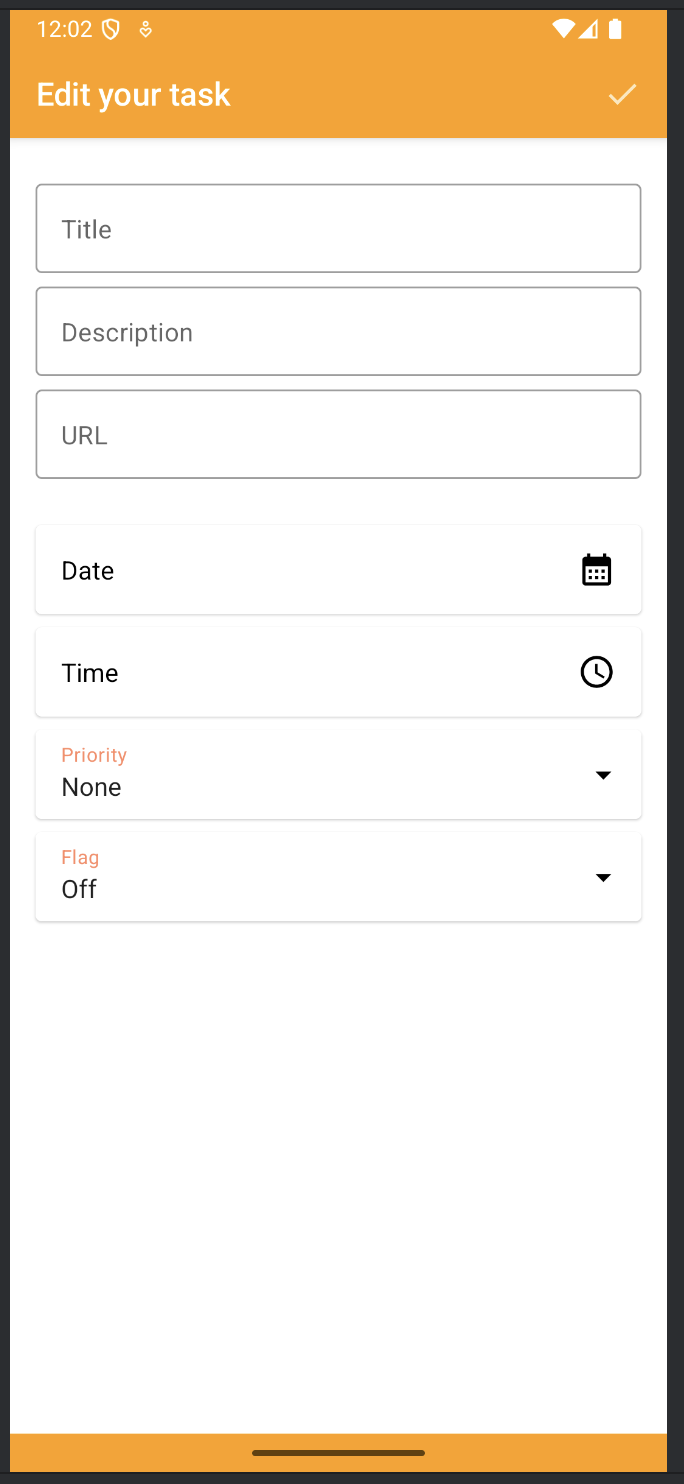 12:02
Edit your task
Title
Description
URL
Date
Time
Priority
None
Flag
Off